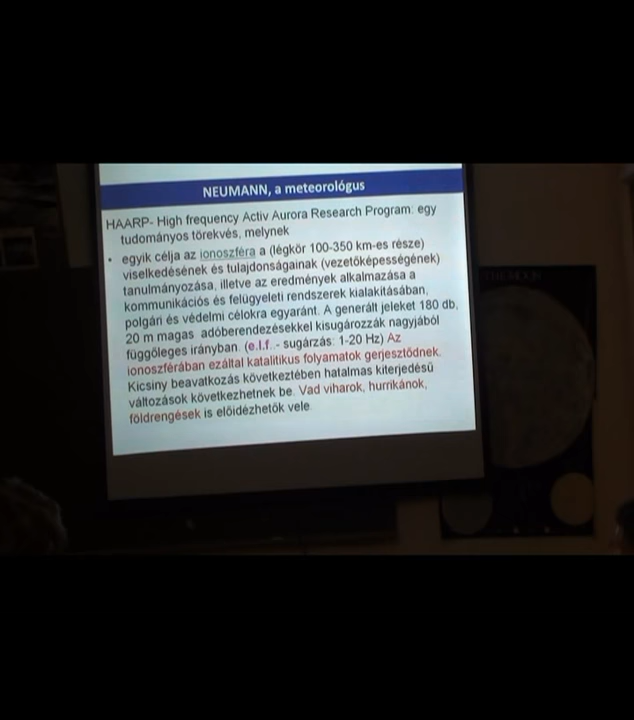 NEUMANN, a meteorológus
HAARP- High frequency Activ Aurora Research Program: egy
tudományos törekvés, melynek
• egyik célja az ionoszféra a (légkör 100-350 km-es része)
viselkedésének és tulajdonságainak (vezetőképességének)
tanulmányozása, illetve az eredmények alkalmazása a
kommunikációs és felügyeleti rendszerek kialakításában,
polgári és védelmi célokra egyaránt. A generált jeleket 180 db,
20 m magas adóberendezésekkel kisugározzák nagyjából
függőleges irányban. (e.l.f. - sugárzás: 1-20 Hz) Az
ionoszférában ezáltal katalitikus folyamatok gerjesztődnek.
Kicsiny beavatkozás következtében hatalmas kiterjedésű
változások következhetnek be. Vad viharok, hurrikánok,
földrengések is előidézhetők vele.
THE MOON